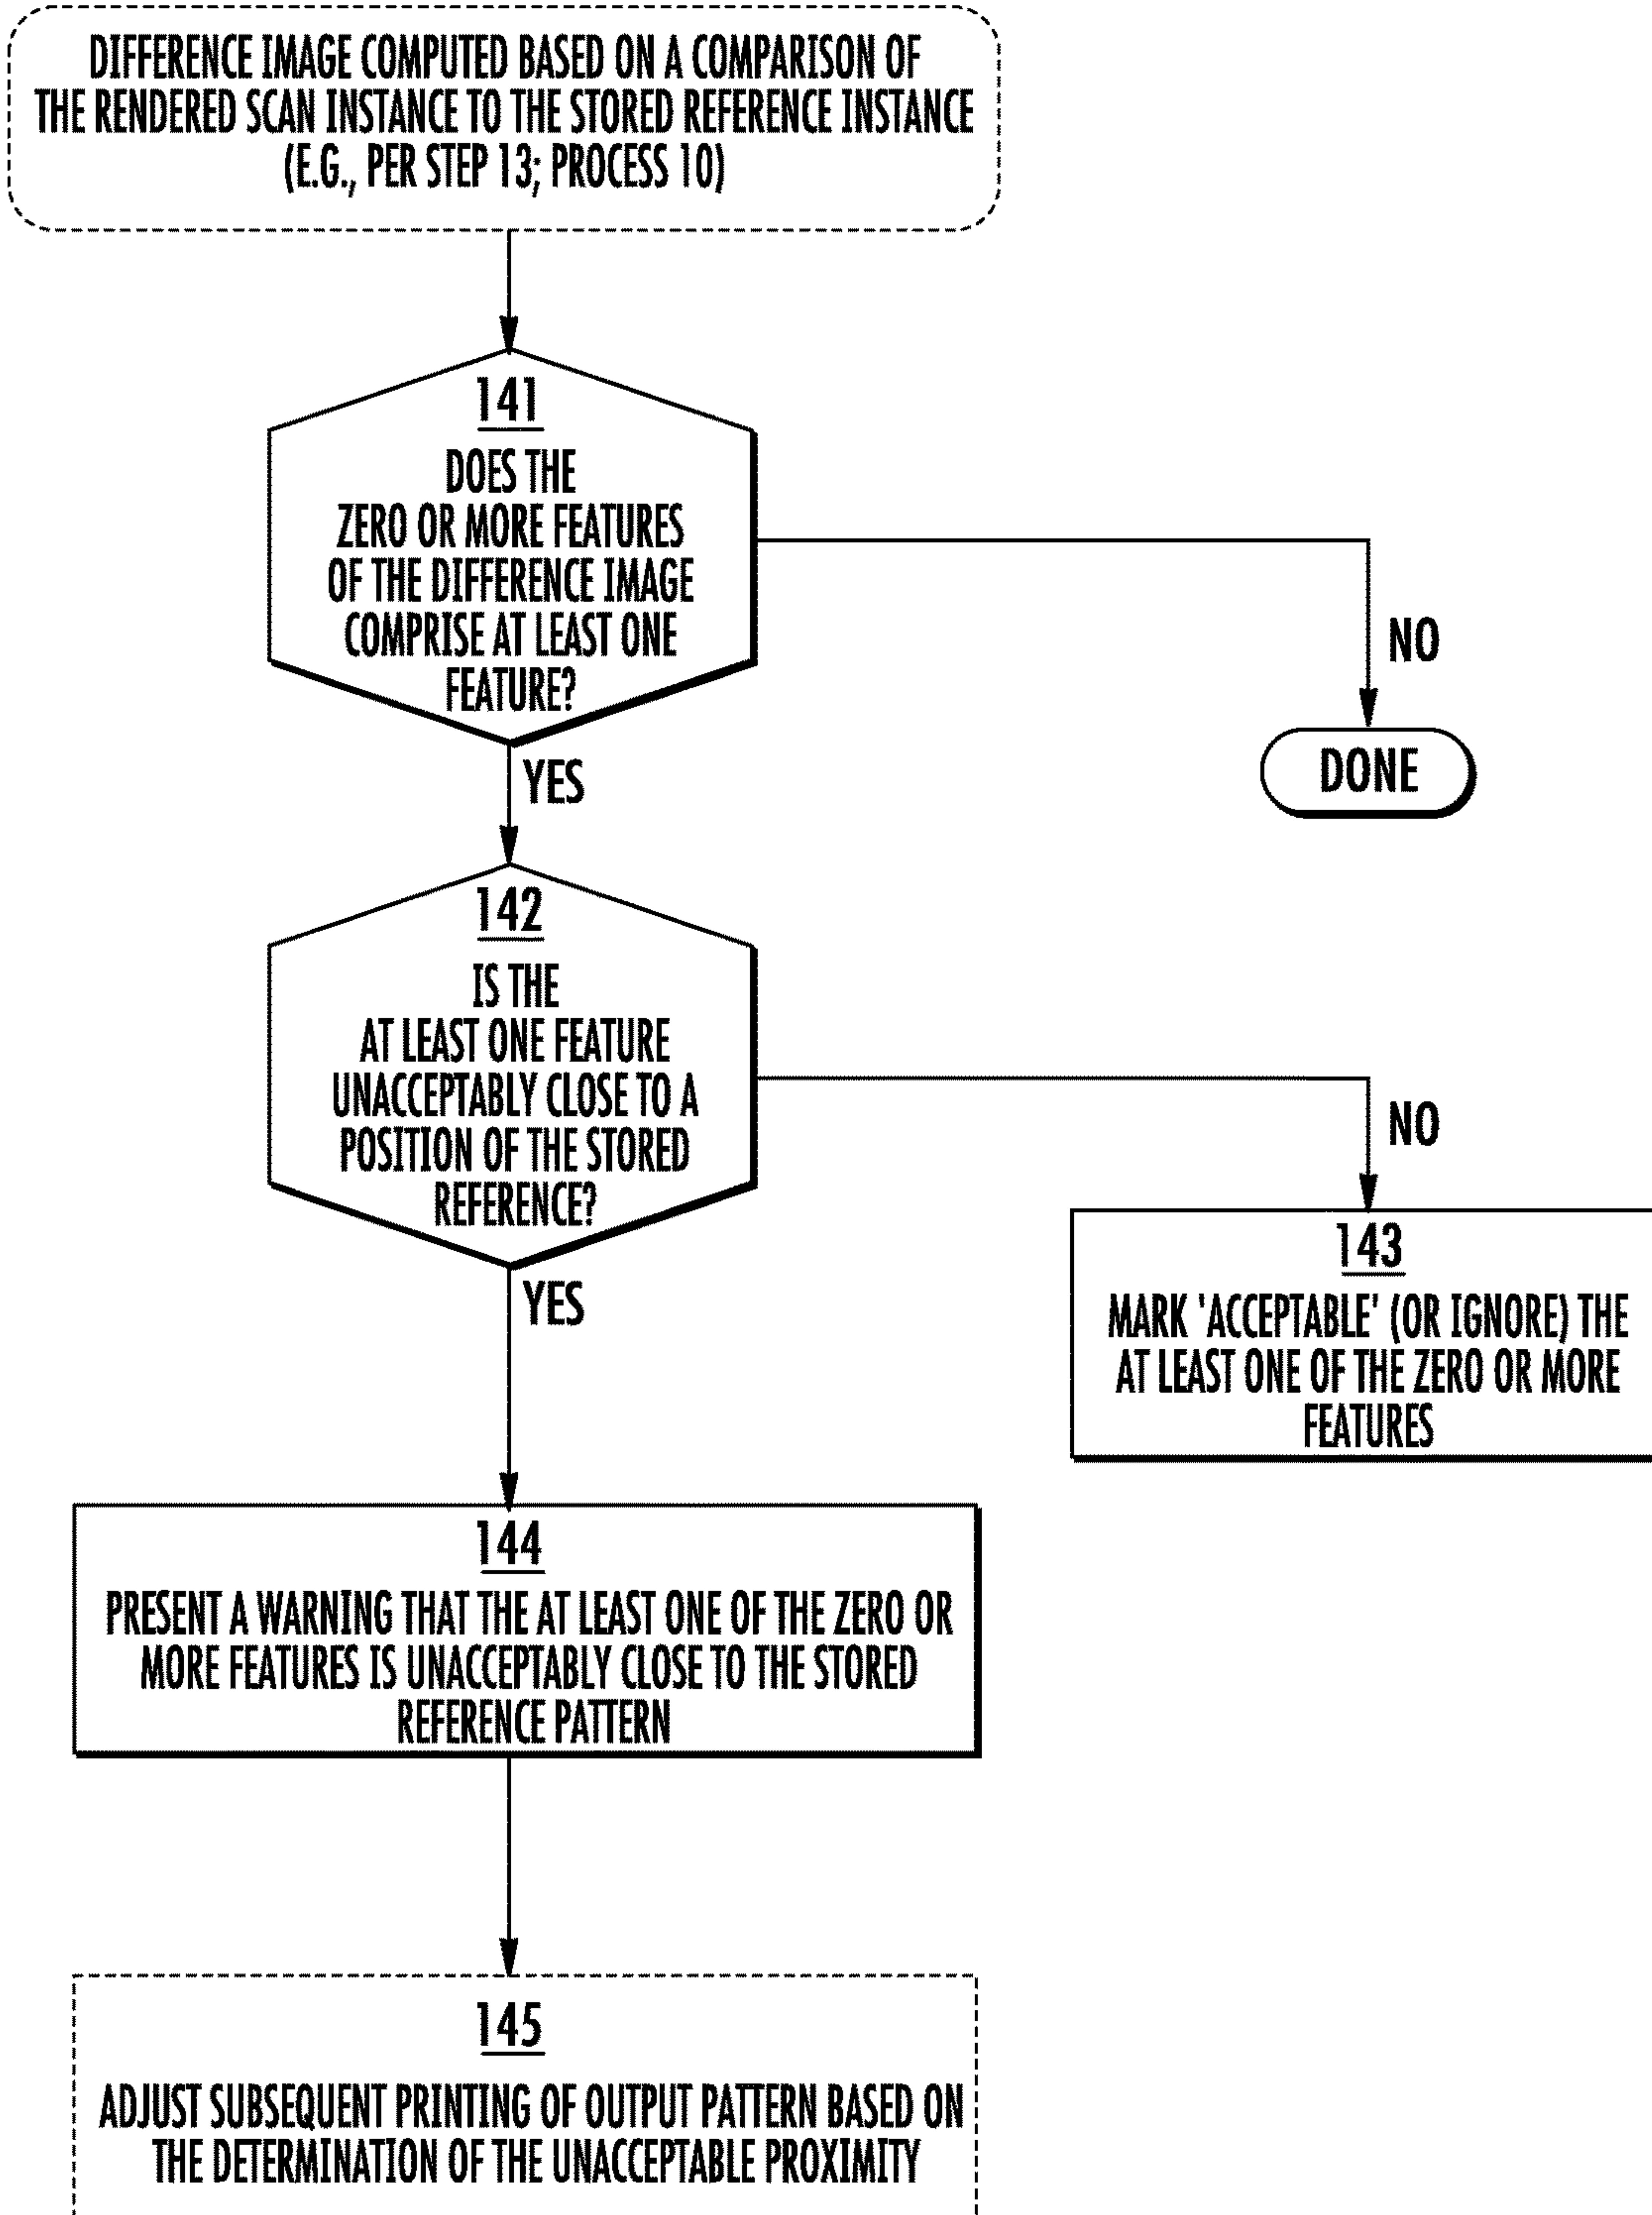 DIFFERENCE IMAGE COMPUTED BASED ON A COMPARISON OF
THE RENDERED SCAN INSTANCE TO THE STORED REFERENCE INSTANCE
(E.G., PER STEP 13; PROCESS 10)
141
DOES THE
ZERO OR MORE FEATURES
OF THE DIFFERENCE IMAGE
COMPRISE AT LEAST ONE
FEATURE?
NO
DONE
YES
142
IS THE
AT LEAST ONE FEATURE
UNACCEPTABLY CLOSE TO A
POSITION OF THE STORED
REFERENCE?
NO
143
MARK 'ACCEPTABLE' (OR IGNORE) THE
AT LEAST ONE OF THE ZERO OR MORE
FEATURES
YES
144
PRESENT A WARNING THAT THE AT LEAST ONE OF THE ZERO OR
MORE FEATURES IS UNACCEPTABLY CLOSE TO THE STORED
REFERENCE PATTERN
145
ADJUST SUBSEQUENT PRINTING OF OUTPUT PATTERN BASED ON
THE DETERMINATION OF THE UNACCEPTABLE PROXIMITY